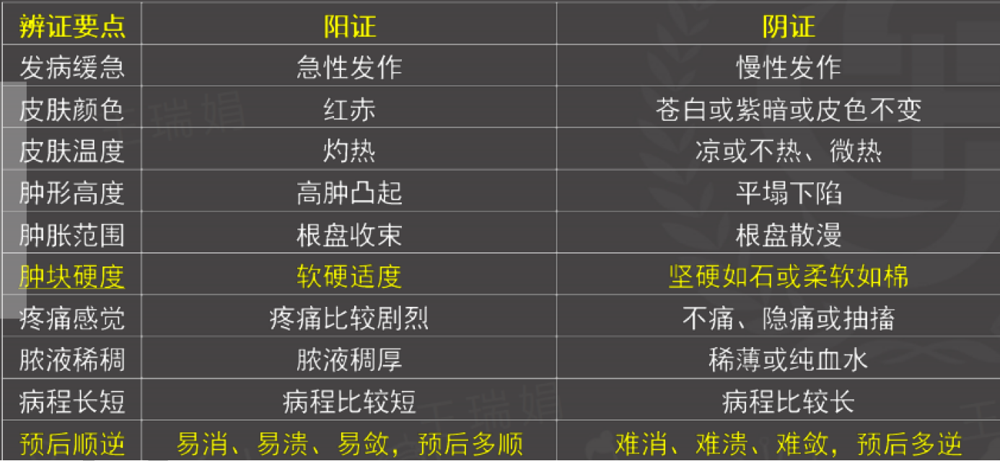 辨证要点 阳证 阴证
发病缓急 急性发作 慢性发作
皮肤颜色 红赤 苍白或紫暗或皮色不变
皮肤温度 灼热 凉或不热、微热
肿形高度 高肿凸起 平塌下陷
肿胀范围 根盘收束 根盘散漫
肿块硬度 软硬适度 坚硬如石或柔软如棉
疼痛感觉 疼痛比较剧烈 不痛、隐痛或抽搐
脓液稀稠 脓液稠厚 稀薄或纯血水
病程长短 病程比较短 病程比较长
预后顺逆 易消、易溃、易敛，预后多顺 难消、难溃、难敛，预后多逆
王瑞娟
王瑞娟
王